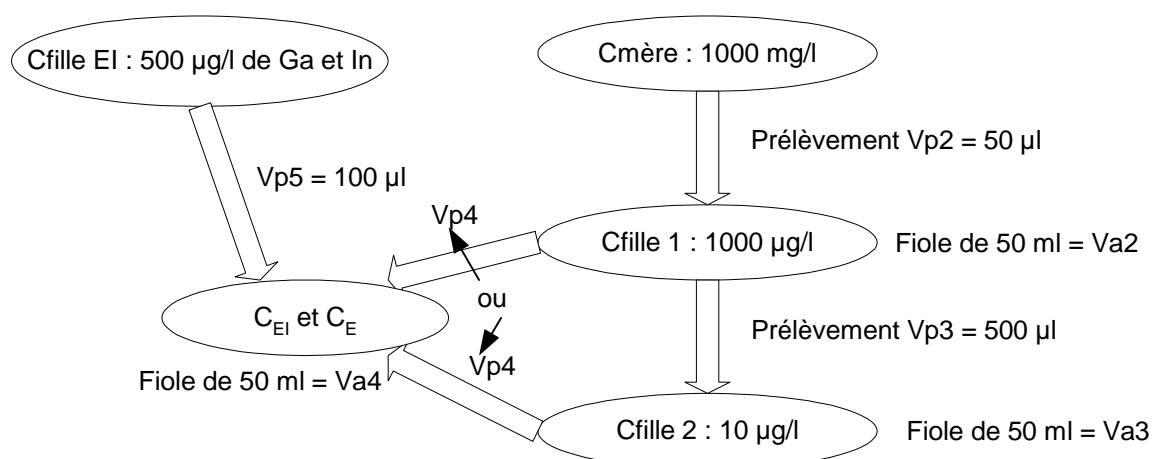 Cfille EI : 500 µg/l de Ga et In
Cmère : 1000 mg/l
Prélèvement Vp2 = 50 µl
Vp5 = 100 µl
Vp4
Cfille 1 : 1000 µg/l
Fiole de 50 ml = Va2
ou
C_EI et C_E
Prélèvement Vp3 = 500 µl
Vp4
Fiole de 50 ml = Va4
Cfille 2 : 10 µg/l
Fiole de 50 ml = Va3